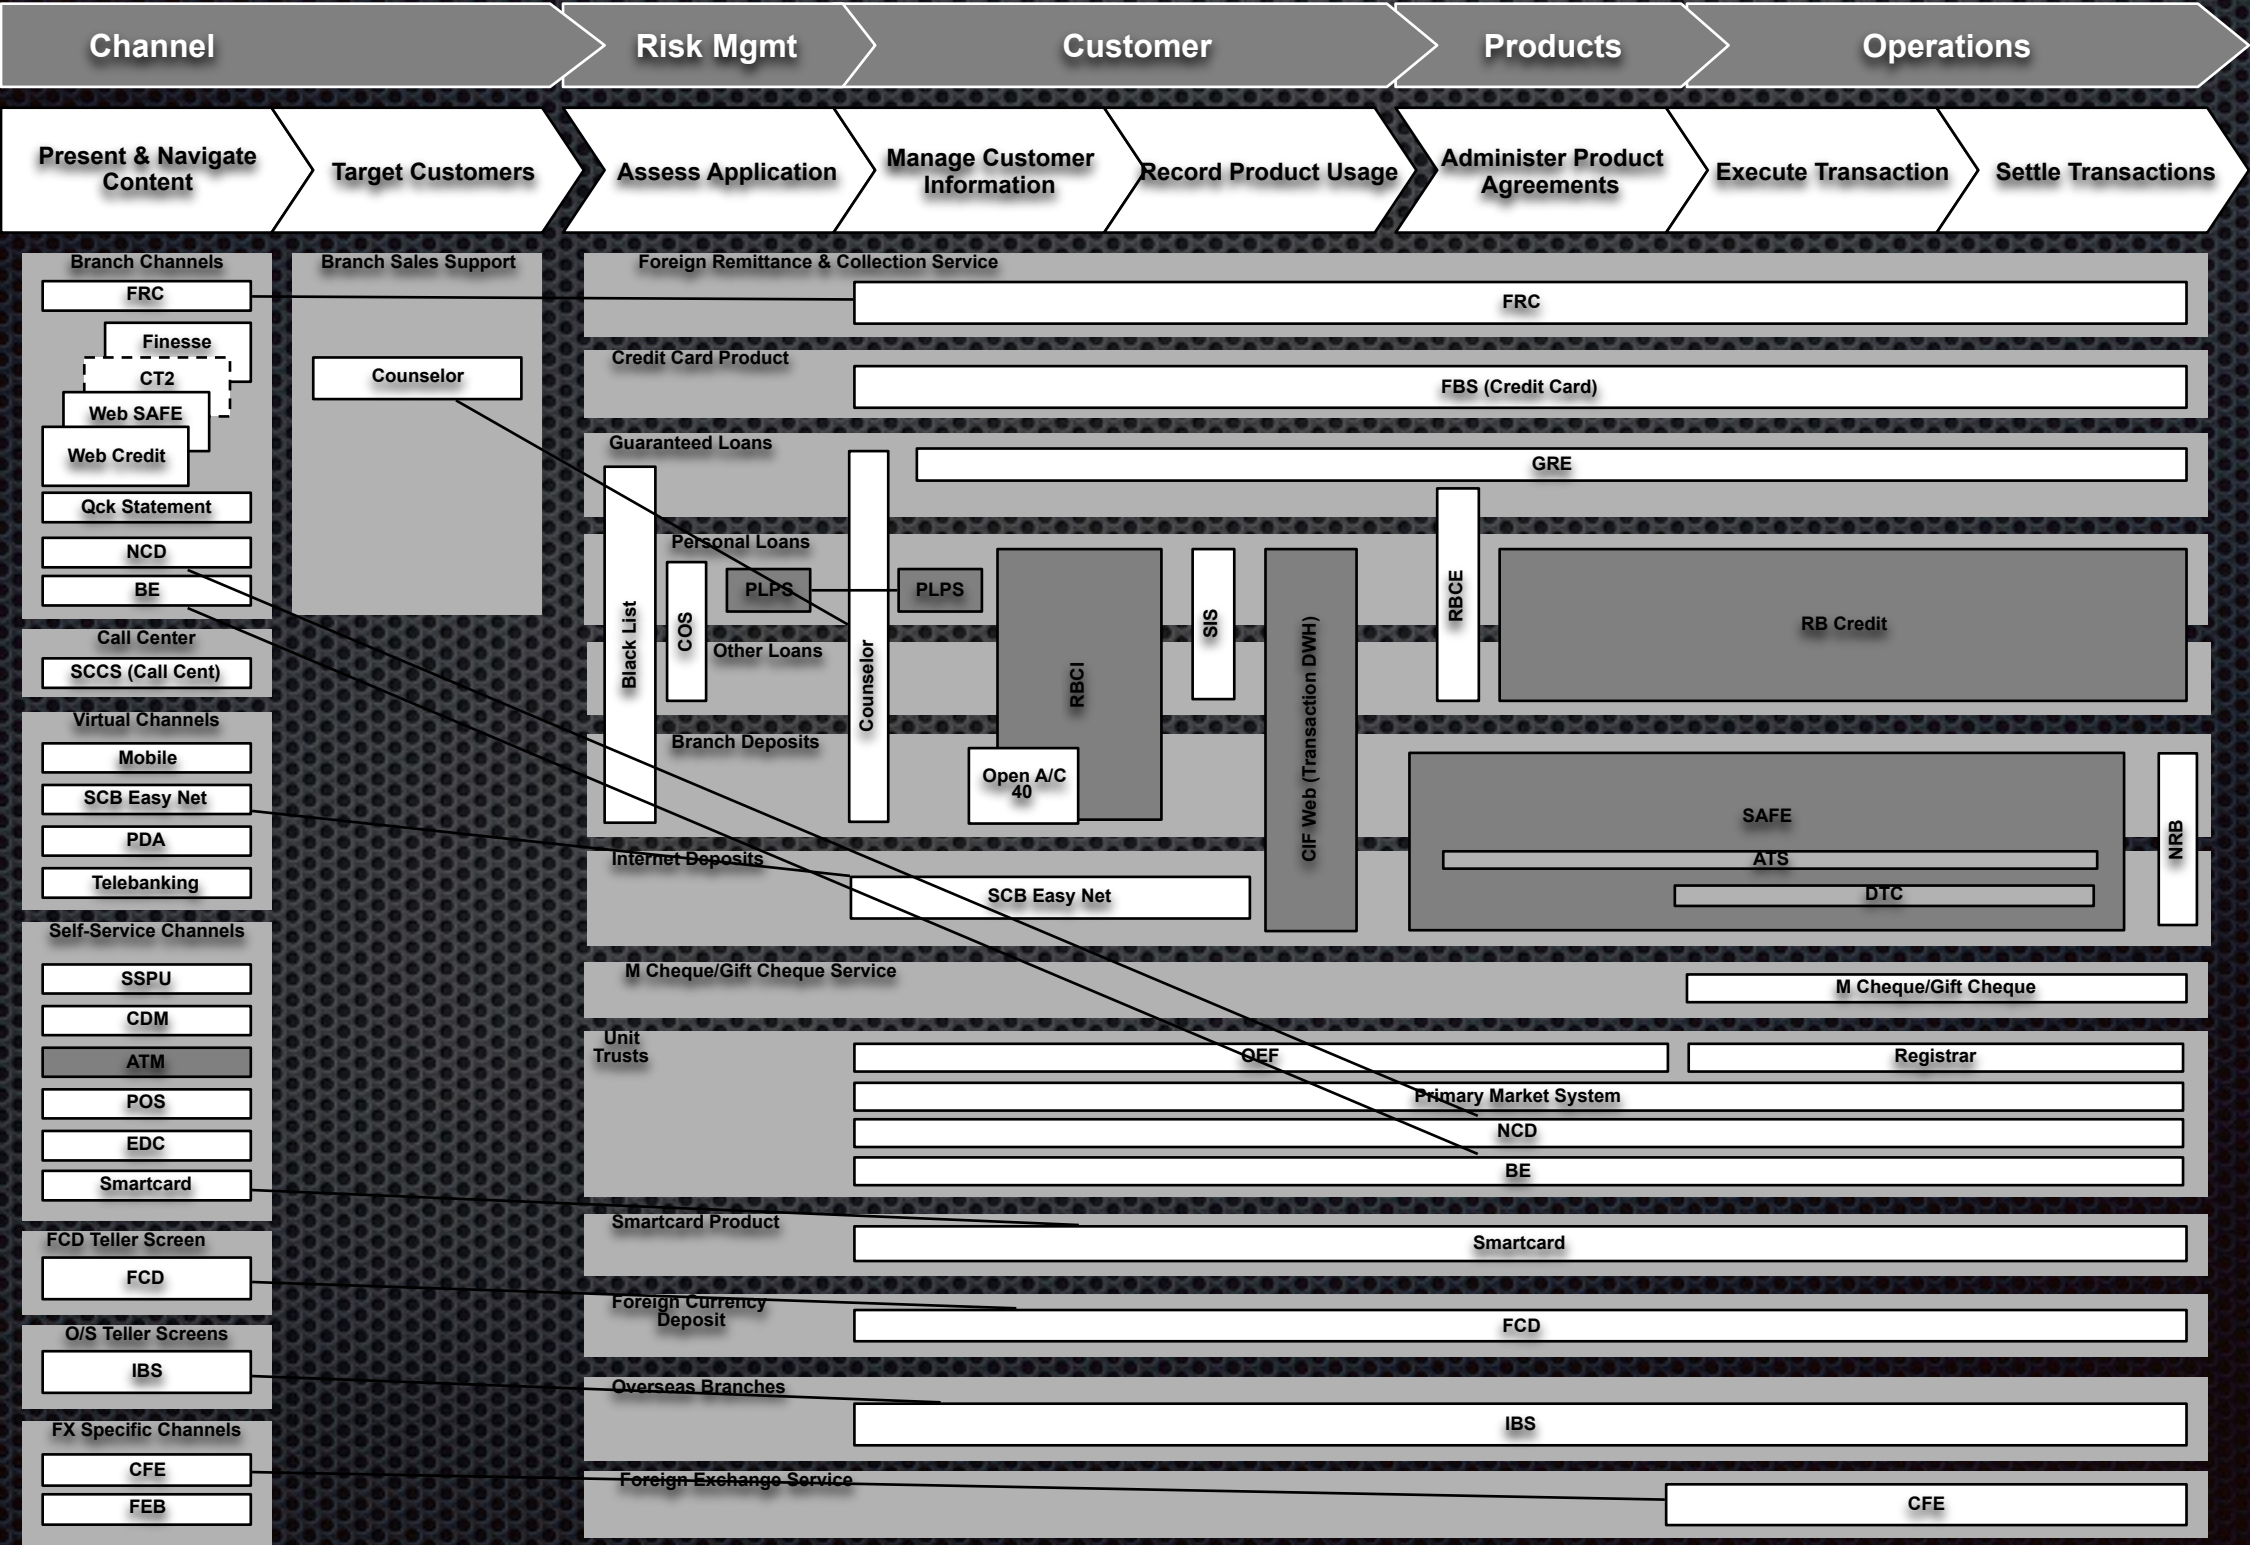 Channel
Risk Mgmt
Customer
Products
Operations
Present & Navigate
Content
Target Customers
Assess Application
Manage Customer
Information
Record Product Usage
Administer Product
Agreements
Execute Transaction
Settle Transactions
Branch Channels
FRC
Finesse
CT2
Web SAFE
Web Credit
Qck Statement
NCD
BE
Call Center
SCCS (Call Cent)
Virtual Channels
Mobile
SCB Easy Net
PDA
Telebanking
Self-Service Channels
SSPU
CDM
ATM
POS
EDC
Smartcard
FCD Teller Screen
FCD
O/S Teller Screens
IBS
FX Specific Channels
CFE
FEB
Branch Sales Support
Counselor
Foreign Remittance & Collection Service
FRC
Credit Card Product
FBS (Credit Card)
Guaranteed Loans
GRE
Black List
Counselor
RBCE
Personal Loans
COS
PLPS
PLPS
RBCI
SIS
CIF Web (Transaction DWH)
RB Credit
Other Loans
Branch Deposits
Open A/C
40
SAFE
ATS
DTC
NRB
Internet Deposits
SCB Easy Net
M Cheque/Gift Cheque Service
M Cheque/Gift Cheque
Unit
Trusts
OEF
Registrar
Primary Market System
NCD
BE
Smartcard Product
Smartcard
Foreign Currency
Deposit
FCD
Overseas Branches
IBS
Foreign Exchange Service
CFE